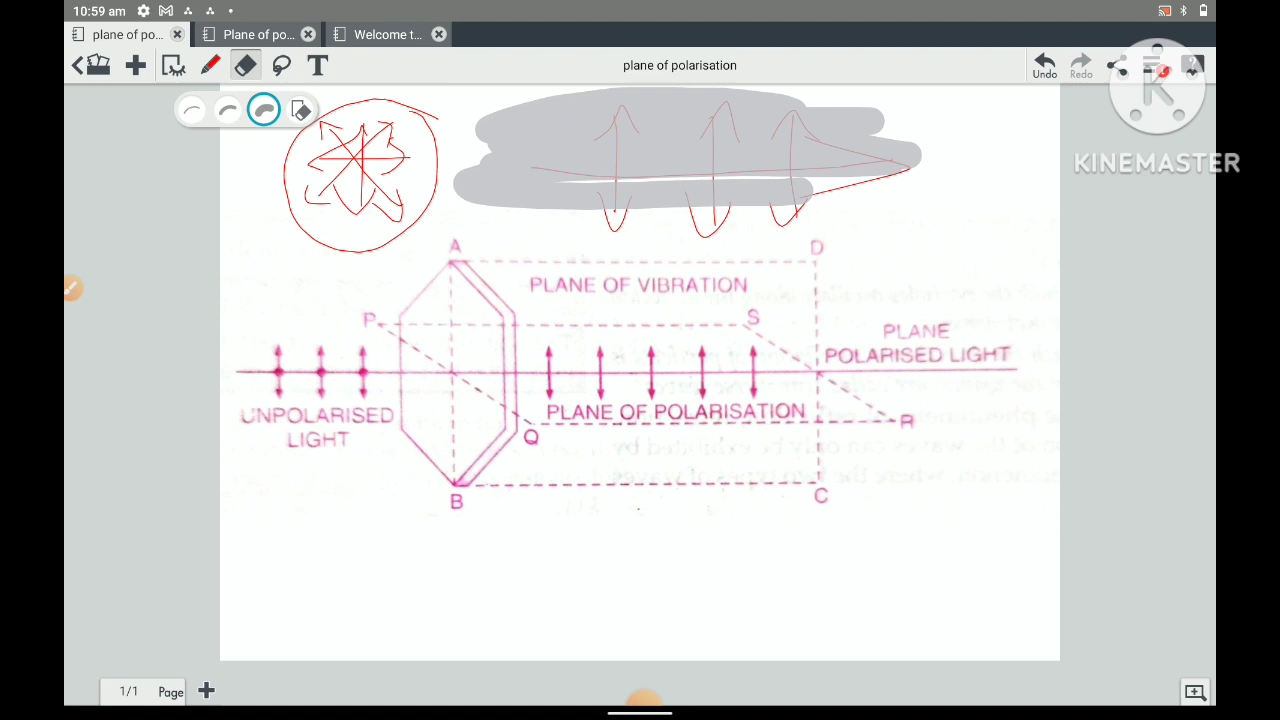 10:59 am
plane of po...
Plane of po...
Welcome t...
plane of polarisation
Undo
Redo
K
KINEMASTER
A
D
PLANE OF VIBRATION
P
S
PLANE
POLARISED LIGHT
UNPOLARISED
LIGHT
PLANE OF POLARISATION
R
Q
B
C
1/1 Page